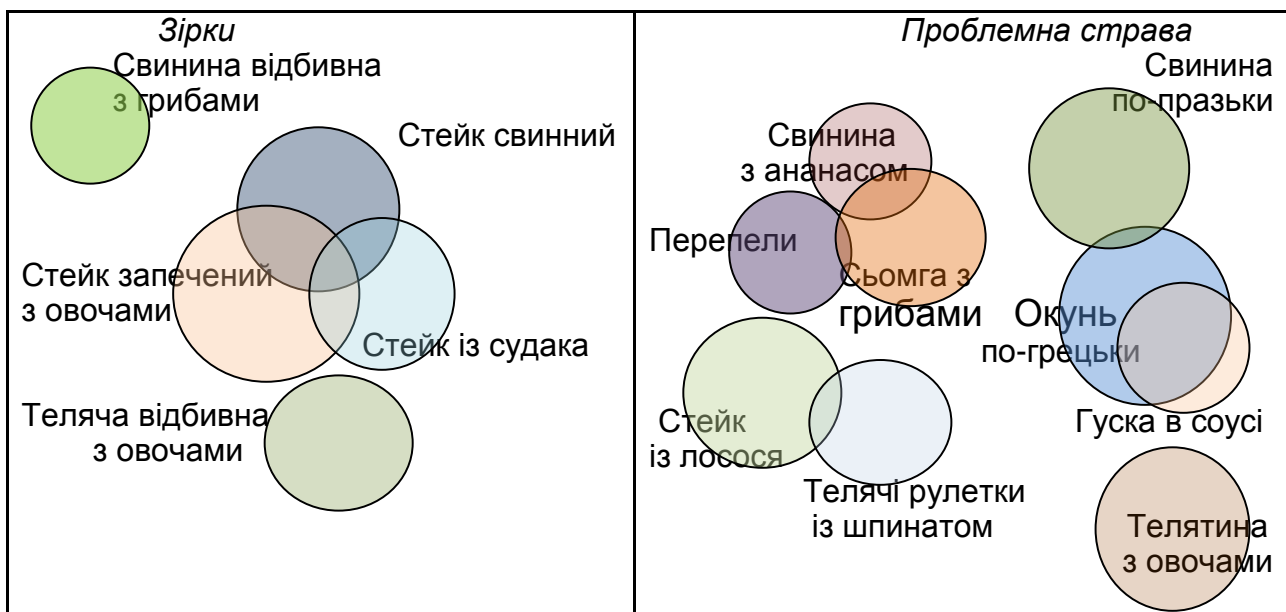 Зірки
Свинина відбивна
з грибами
Стейк свинний
Стейк запечений
з овочами
Стейк із судака
Теляча відбивна
з овочами
Проблемна страва
Свинина
по-празьки
Свинина
з ананасом
Перепели
Сьомга з
грибами
Окунь
по-грецьки
Стейк
із лосося
Гуска в соусі
Телячі рулетки
із шпинатом
Телятина
з овочами